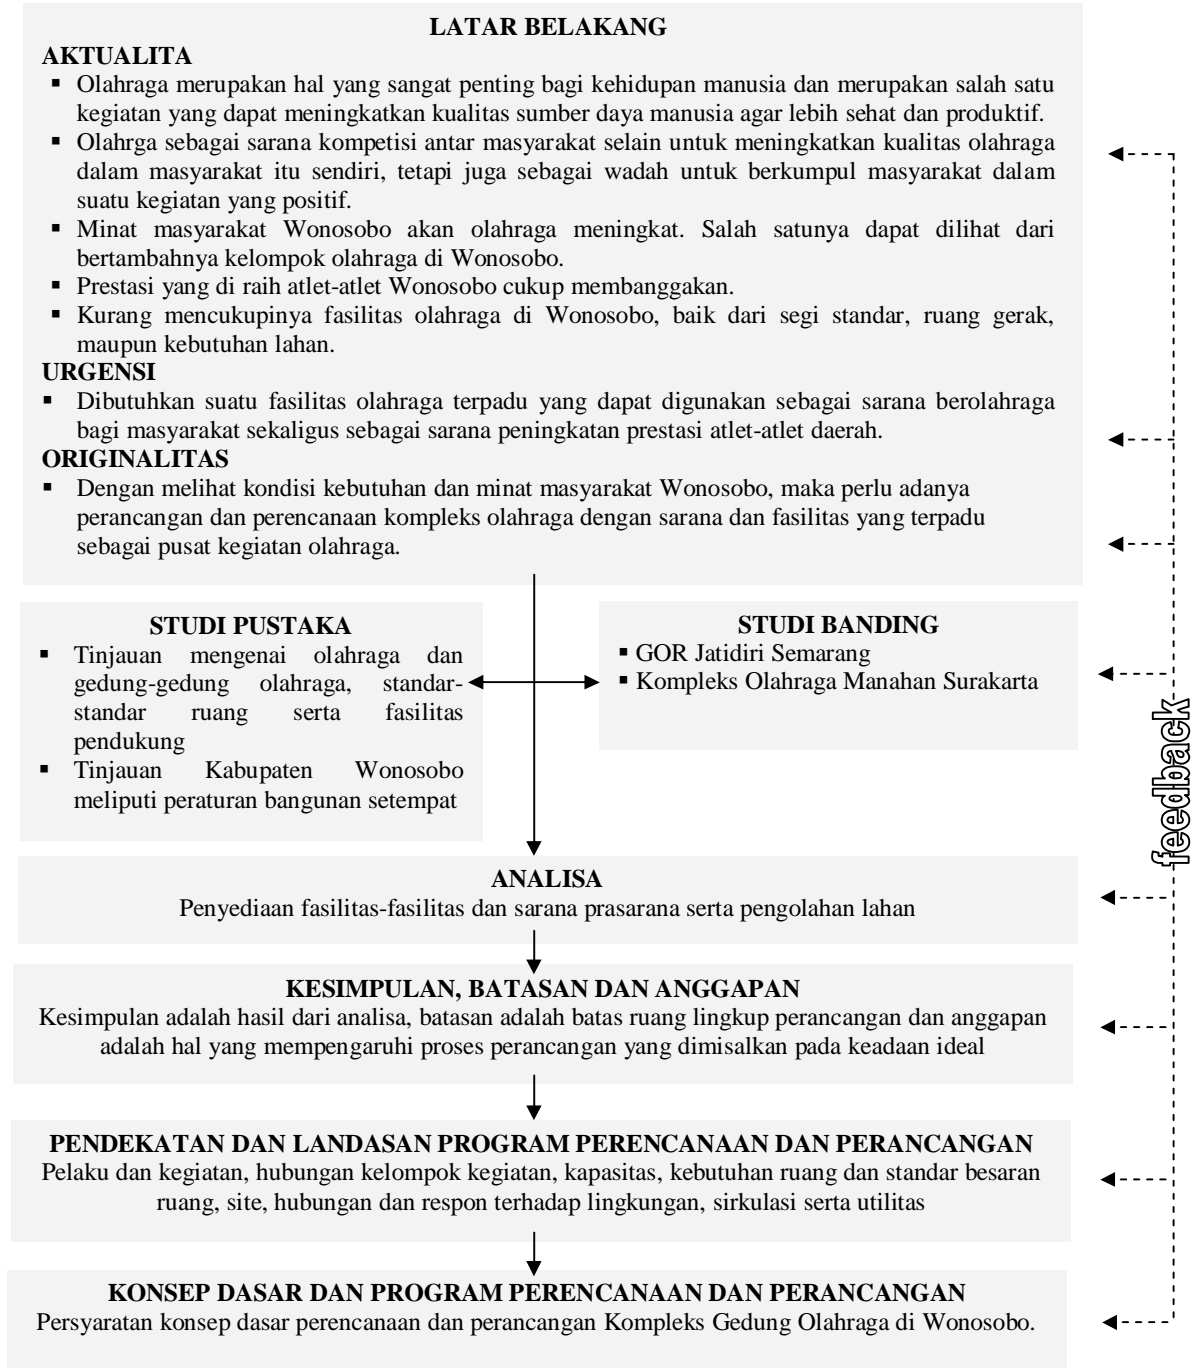 LATAR BELAKANG
AKTUALITA
▪ Olahraga merupakan hal yang sangat penting bagi kehidupan manusia dan merupakan salah satu
kegiatan yang dapat meningkatkan kualitas sumber daya manusia agar lebih sehat dan produktif.
▪ Olahrga sebagai sarana kompetisi antar masyarakat selain untuk meningkatkan kualitas olahraga
dalam masyarakat itu sendiri, tetapi juga sebagai wadah untuk berkumpul masyarakat dalam
suatu kegiatan yang positif.
▪ Minat masyarakat Wonosobo akan olahraga meningkat. Salah satunya dapat dilihat dari
bertambahnya kelompok olahraga di Wonosobo.
▪ Prestasi yang di raih atlet-atlet Wonosobo cukup membanggakan.
▪ Kurang mencukupinya fasilitas olahraga di Wonosobo, baik dari segi standar, ruang gerak,
maupun kebutuhan lahan.
URGENSI
▪ Dibutuhkan suatu fasilitas olahraga terpadu yang dapat digunakan sebagai sarana berolahraga
bagi masyarakat sekaligus sebagai sarana peningkatan prestasi atlet-atlet daerah.
ORIGINALITAS
▪ Dengan melihat kondisi kebutuhan dan minat masyarakat Wonosobo, maka perlu adanya
perancangan dan perencanaan kompleks olahraga dengan sarana dan fasilitas yang terpadu
sebagai pusat kegiatan olahraga.
STUDI PUSTAKA
▪ Tinjauan mengenai olahraga dan
gedung-gedung olahraga, standar-
standar ruang serta fasilitas
pendukung
▪ Tinjauan Kabupaten Wonosobo
meliputi peraturan bangunan setempat
STUDI BANDING
▪ GOR Jatidiri Semarang
▪ Kompleks Olahraga Manahan Surakarta
feedback
ANALISA
Penyediaan fasilitas-fasilitas dan sarana prasarana serta pengolahan lahan
KESIMPULAN, BATASAN DAN ANGGAPAN
Kesimpulan adalah hasil dari analisa, batasan adalah batas ruang lingkup perancangan dan anggapan
adalah hal yang mempengaruhi proses perancangan yang dimisalkan pada keadaan ideal
PENDEKATAN DAN LANDASAN PROGRAM PERENCANAAN DAN PERANCANGAN
Pelaku dan kegiatan, hubungan kelompok kegiatan, kapasitas, kebutuhan ruang dan standar besaran
ruang, site, hubungan dan respon terhadap lingkungan, sirkulasi serta utilitas
KONSEP DASAR DAN PROGRAM PERENCANAAN DAN PERANCANGAN
Persyaratan konsep dasar perencanaan dan perancangan Kompleks Gedung Olahraga di Wonosobo.